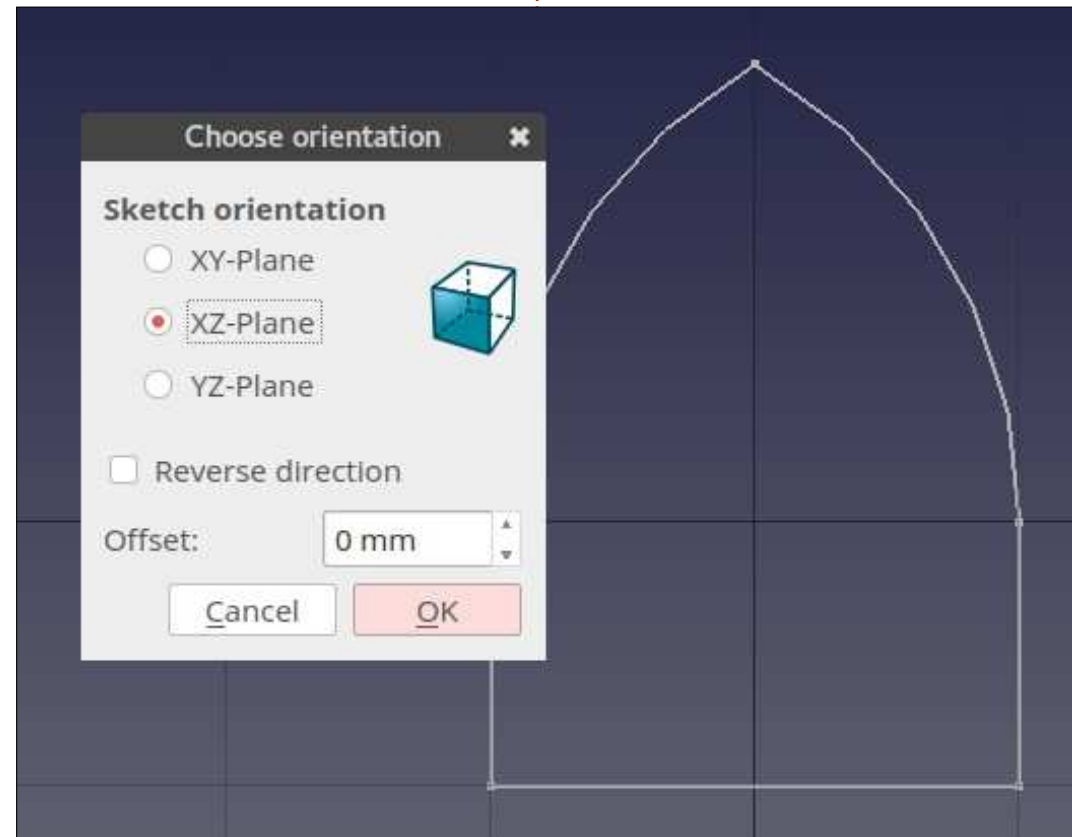 Choose orientation
Sketch orientation
XY-Plane
XZ-Plane
YZ-Plane
Reverse direction
Offset: 0 mm
Cancel OK